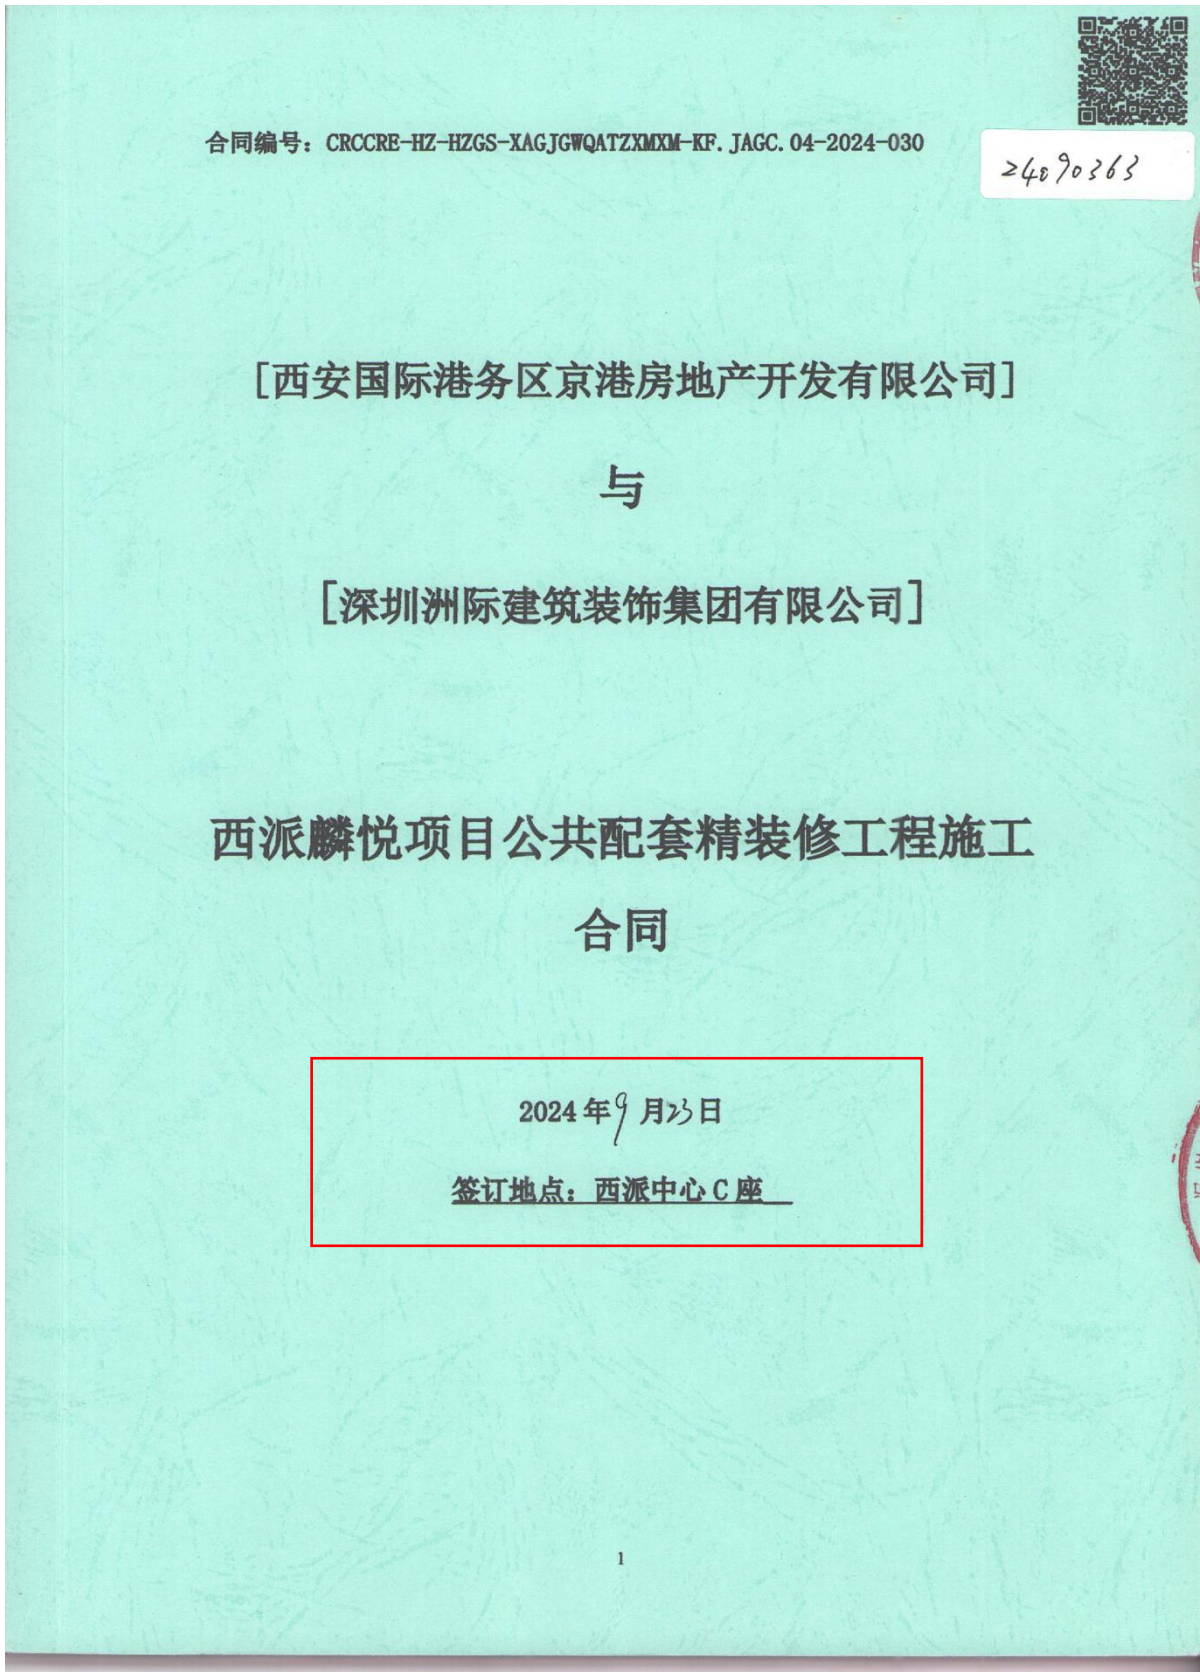 合同编号：CRCCRE-HZ-HZGS-XAGJGWQATZXMXM-KF.JAGC.04-2024-030
24090363
[西安国际港务区京港房地产开发有限公司]
与
[深圳洲际建筑装饰集团有限公司]
西派麟悦项目公共配套精装修工程施工
合同
2024年9月23日
签订地点：西派中心C座
1